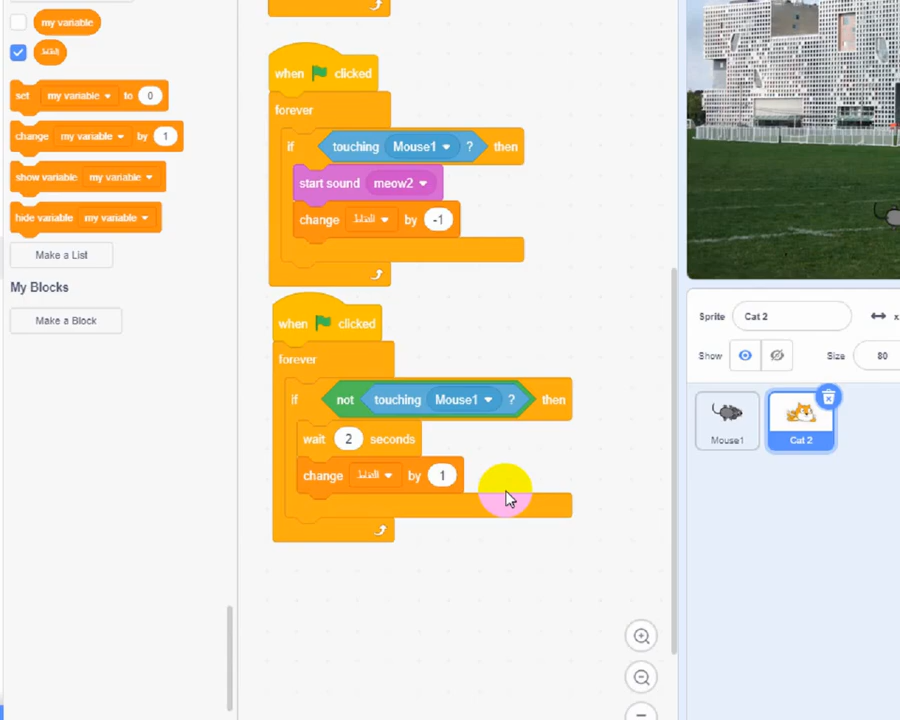 my variable
النقاط
set my variable to 0
change my variable by 1
show variable my variable
hide variable my variable
Make a List
My Blocks
Make a Block
when clicked
forever
if touching Mouse1 ? then
start sound meow2
change النقاط by -1
when clicked
forever
if not touching Mouse1 ? then
wait 2 seconds
change النقاط by 1
Sprite Cat 2 x
Show Size 80
Mouse1
Cat 2